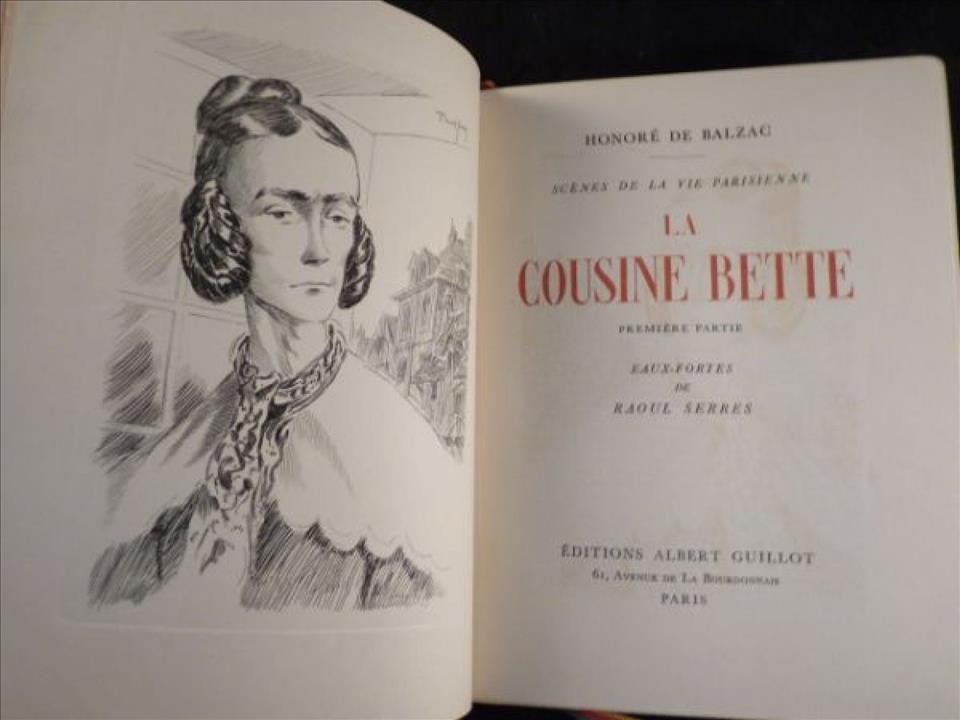 HONORÉ DE BALZAC
SCÈNES DE LA VIE PARISIENNE
LA
COUSINE BETTE
PREMIÈRE PARTIE
EAUX-FORTES
DE
RAOUL SERRES
ÉDITIONS ALBERT GUILLOT
61, AVENUE DE LA BOURDONNAIS
PARIS